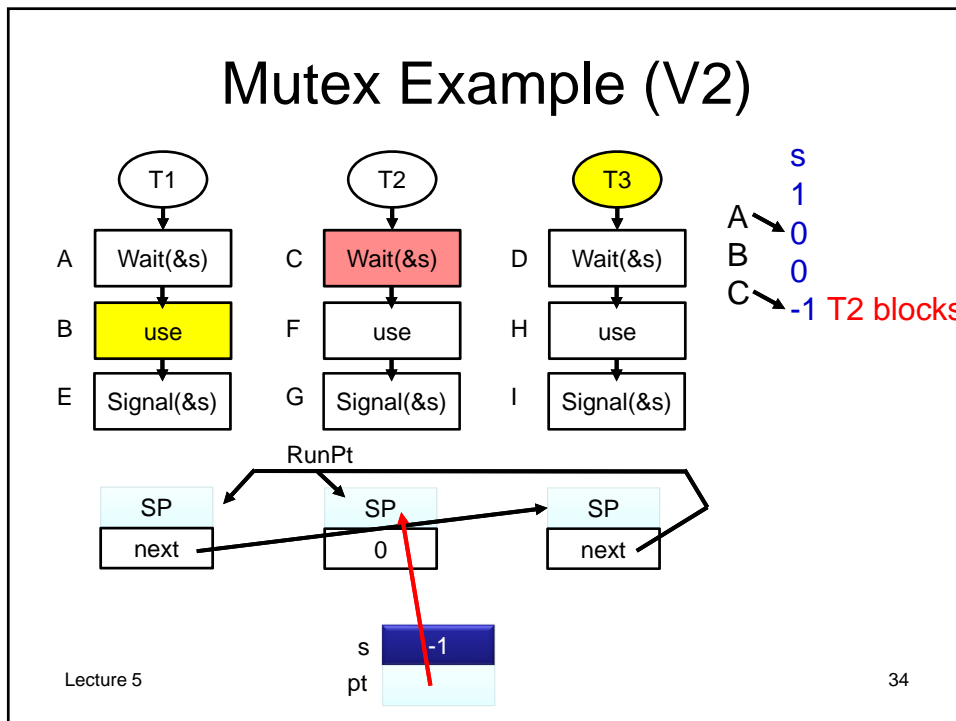 Mutex Example (V2)
T1 T2 T3
A Wait(&s) C Wait(&s) D Wait(&s)
B use F use H use
E Signal(&s) G Signal(&s) I Signal(&s)
s
1
A 0
B 0
C -1 T2 blocks
RunPt
SP SP SP
next 0 next
s -1
pt
Lecture 5 34